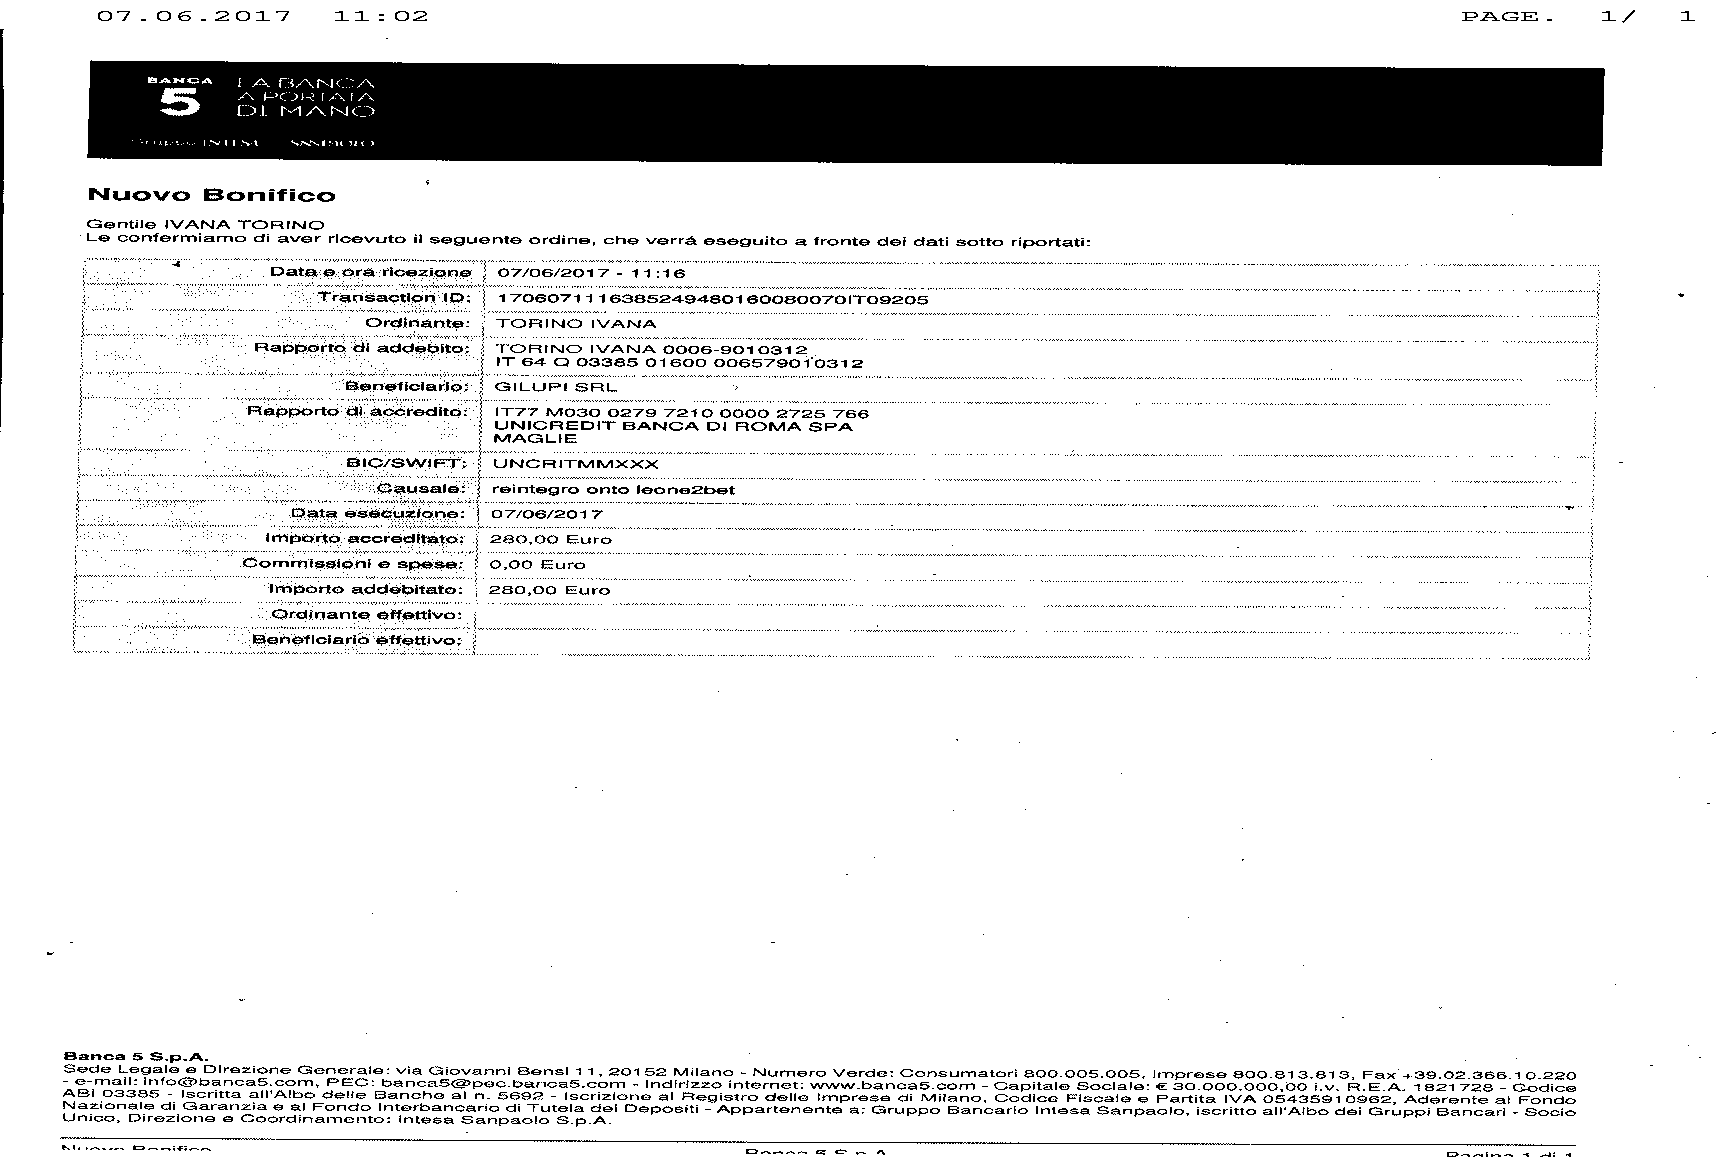 07.06.2017 11:02 PAGE. 1/ 1
BANCA 5 LA BANCA
A PORTATA
DI MANO
Gruppo INTESA SANPAOLO
Nuovo Bonifico
Gentile IVANA TORINO
Le confermiamo di aver ricevuto il seguente ordine, che verrà eseguito a fronte dei dati sotto riportati:
Data e ora ricezione 07/06/2017 - 11:16
Transaction ID: 1706071116385249480160080070IT09205
Ordinante: TORINO IVANA
Rapporto di addebito: TORINO IVANA 0006-9010312
IT 64 Q 03385 01600 006579010312
Beneficiario: GILUPI SRL
Rapporto di accredito: IT77 M030 0279 7210 0000 2725 766
UNICREDIT BANCA DI ROMA SPA
MAGLIE
BIC/SWIFT: UNCRITMMXXX
Causale: reintegro onto leone2bet
Data esecuzione: 07/06/2017
Importo accreditato: 280,00 Euro
Commissioni e spese: 0,00 Euro
Importo addebitato: 280,00 Euro
Ordinante effettivo:
Beneficiario effettivo:
Banca 5 S.p.A.
Sede Legale e Direzione Generale: via Giovanni Bensi 11, 20152 Milano - Numero Verde: Consumatori 800.005.005, Imprese 800.813.813, Fax +39.02.366.10.220
- e-mail: info@banca5.com, PEC: banca5@pec.banca5.com - Indirizzo internet: www.banca5.com - Capitale Sociale: € 30.000.000,00 i.v. R.E.A. 1821728 - Codice
ABI 03385 - Iscritta all'Albo delle Banche al n. 5692 - Iscrizione al Registro delle Imprese di Milano, Codice Fiscale e Partita IVA 05435910962, Aderente al Fondo
Nazionale di Garanzia e al Fondo Interbancario di Tutela dei Depositi - Appartenente a: Gruppo Bancario Intesa Sanpaolo, iscritto all'Albo dei Gruppi Bancari - Socio
Unico, Direzione e Coordinamento: Intesa Sanpaolo S.p.A.
Nuovo Bonifico Banca 5 S.p.A. Pagina 1 di 1